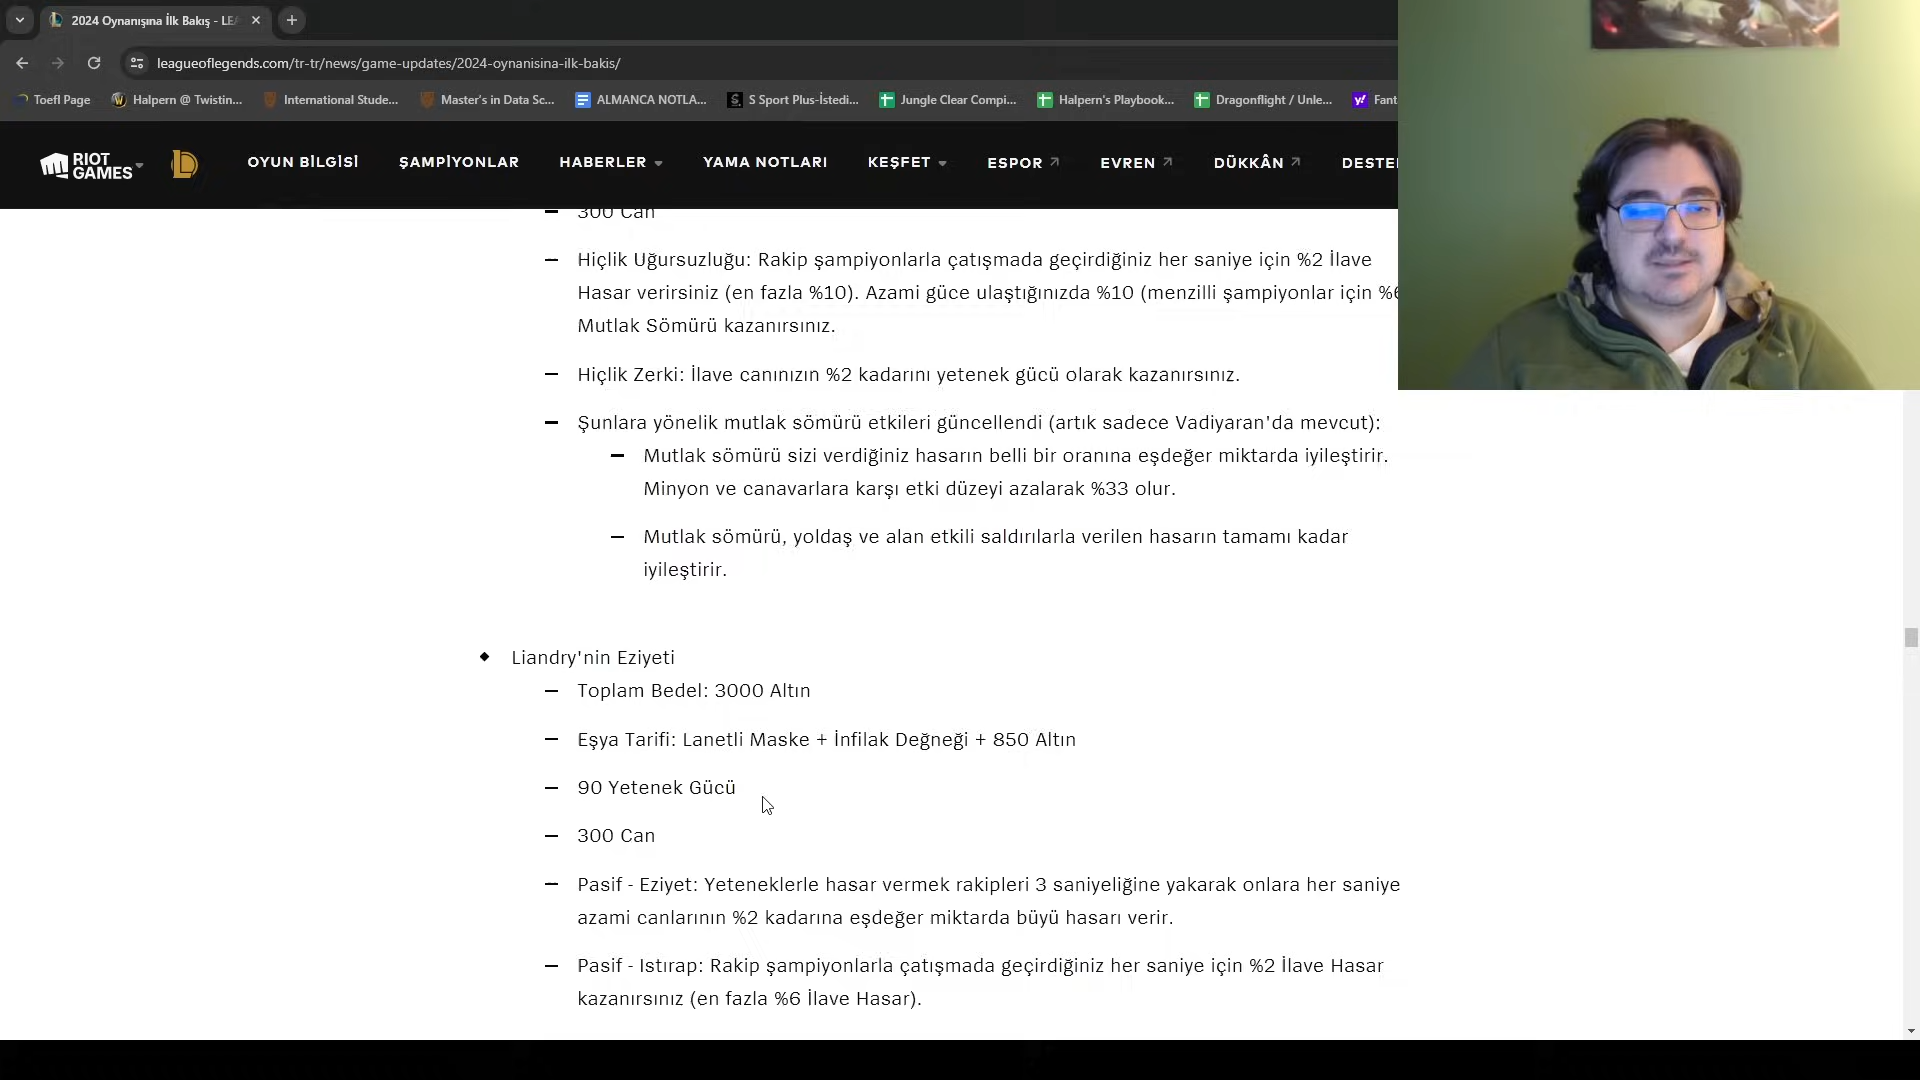 2024 Oynanışına İlk Bakış - LEA
leagueoflegends.com/tr-tr/news/game-updates/2024-oynanisina-ilk-bakis/
Toefl Page
Halpern @ Twistin...
International Stude...
Master's in Data Sc...
ALMANCA NOTLA...
S Sport Plus-İstedi...
Jungle Clear Compi...
Halpern's Playbook...
Dragonflight / Unle...
Fant
RIOT
GAMES
OYUN BİLGİSİ
ŞAMPİYONLAR
HABERLER
YAMA NOTLARI
KEŞFET
ESPOR
EVREN
DÜKKÂN
DESTE
300 Can
Hiçlik Uğursuzluğu: Rakip şampiyonlarla çatışmada geçirdiğiniz her saniye için %2 İlave
Hasar verirsiniz (en fazla %10). Azami güce ulaştığınızda %10 (menzilli şampiyonlar için %6
Mutlak Sömürü kazanırsınız.
Hiçlik Zerki: İlave canınızın %2 kadarını yetenek gücü olarak kazanırsınız.
Şunlara yönelik mutlak sömürü etkileri güncellendi (artık sadece Vadiyaran'da mevcut):
Mutlak sömürü sizi verdiğiniz hasarın belli bir oranına eşdeğer miktarda iyileştirir.
Minyon ve canavarlara karşı etki düzeyi azalarak %33 olur.
Mutlak sömürü, yoldaş ve alan etkili saldırılarla verilen hasarın tamamı kadar
iyileştirir.
Liandry'nin Eziyeti
Toplam Bedel: 3000 Altın
Eşya Tarifi: Lanetli Maske + İnfilak Değneği + 850 Altın
90 Yetenek Gücü
300 Can
Pasif - Eziyet: Yeteneklerle hasar vermek rakipleri 3 saniyeliğine yakarak onlara her saniye
azami canlarının %2 kadarına eşdeğer miktarda büyü hasarı verir.
Pasif - Istırap: Rakip şampiyonlarla çatışmada geçirdiğiniz her saniye için %2 İlave Hasar
kazanırsınız (en fazla %6 İlave Hasar).